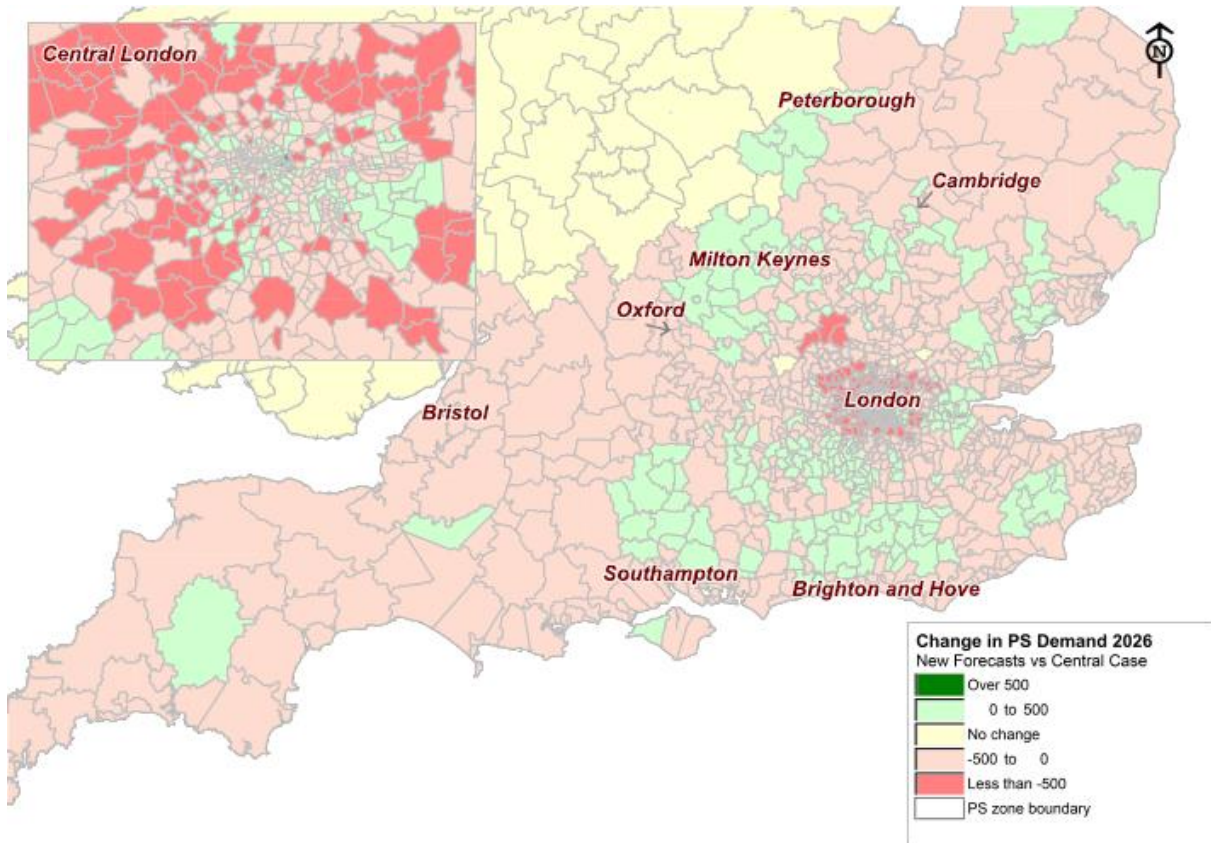 Central London
N
Peterborough
Cambridge
Milton Keynes
Oxford
London
Bristol
Southampton
Brighton and Hove
Change in PS Demand 2026
New Forecasts vs Central Case
Over 500
0 to 500
No change
-500 to 0
Less than -500
PS zone boundary